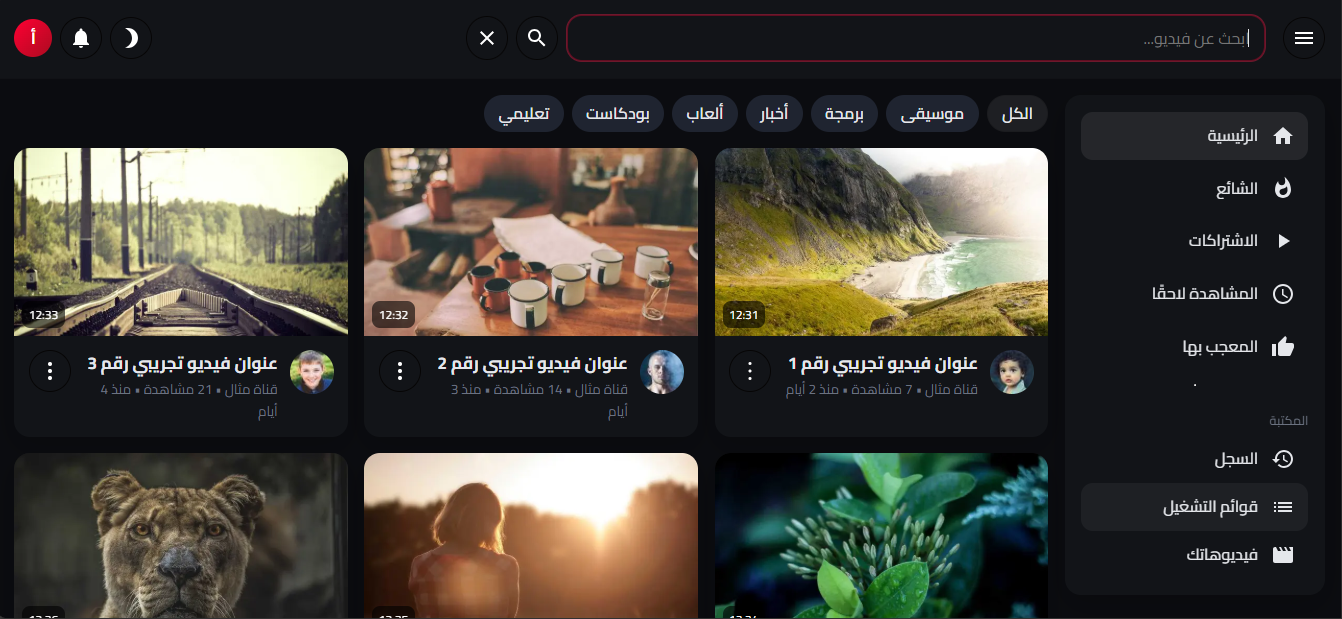 ابحث عن فيديو...
أ
الكل
موسيقى
برمجة
أخبار
ألعاب
بودكاست
تعليمي
الرئيسية
الشائع
الاشتراكات
المشاهدة لاحقًا
المعجب بها
المكتبة
السجل
قوائم التشغيل
فيديوهاتك
12:31
عنوان فيديو تجريبي رقم 1
قناة مثال • 7 مشاهدة • منذ 2 أيام
12:32
عنوان فيديو تجريبي رقم 2
قناة مثال • 14 مشاهدة • منذ 3
أيام
12:33
عنوان فيديو تجريبي رقم 3
قناة مثال • 21 مشاهدة • منذ 4
أيام